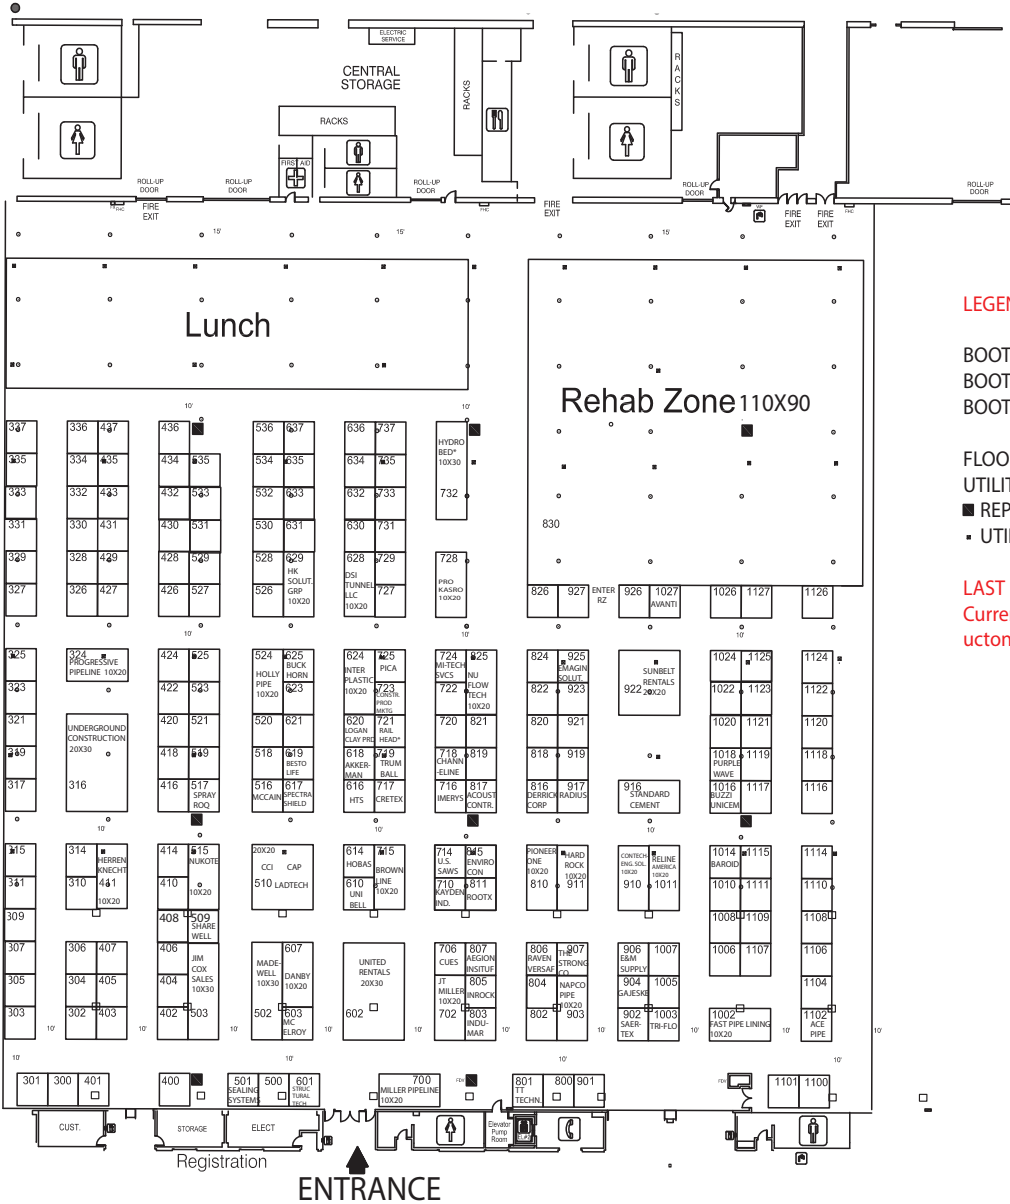 ELECTRIC
SERVICE
CENTRAL
STORAGE
RACKS
RACKS
RACKS
FIRST AID
ROLL-UP
DOOR
ROLL-UP
DOOR
ROLL-UP
DOOR
ROLL-UP
DOOR
ROLL-UP
DOOR
FIRE
EXIT
FHC
FHC
FIRE
EXIT
FIRE
EXIT
FIRE
EXIT
FHC
15'
15'
15'
Lunch
Rehab Zone 110X90
830
LEGEN
BOOT
BOOT
BOOT
FLOO
UTILIT
REP
UTI
LAST
Curre
ucton
10'
10'
337 336 437 436 536 637 636 737
HYDRO
BED*
10X30
732
335 334 435 434 535 534 635 634 735
333 332 433 432 533 532 633 632 733
331 330 431 430 531 530 631 630 731
329 328 429 428 529 528 629 628 729 728
HK
SOLUT.
GRP
10X20
DSI
TUNNEL
LLC
10X20
PRO
KASRO
10X20
327 326 427 426 527 526 727
826 927
ENTER
RZ
926 1027
AVANTI
1026 1127 1126
10'
10'
10'
325 324
PROGRESSIVE
PIPELINE 10X20
424 525 524
HOLLY
PIPE
10X20
625
BUCK
HORN
624
INTER
PLASTIC
10X20
725
PICA
724
MI-TECH
SVCS
825
NU
FLOW
TECH
10X20
824 925
EMAGIN
SOLUT.
922
SUNBELT
RENTALS
20X20
1024 1125 1124
323 422 523 623 723
CONSTR.
PROD
MKTG
722 822 923 1022 1123 1122
321
UNDERGROUND
CONSTRUCTION
20X30
316
420 521 520 621 620
LOGAN
CLAY PRD
721
RAIL
HEAD*
720 821 820 921 1020 1121 1120
319 418 519 518 619
BESTO
LIFE
618
AKKER-
MAN
719
TRUM
BALL
718
CHANN
-ELINE
819 818 919 1018
PURPLE
WAVE
1119 1118
317 416 517
SPRAY
ROQ
516
MCCAIN
617
SPECTRA
SHIELD
616
HTS
717
CRETEX
716
IMERYS
817
ACOUST
CONTR.
816
DERRICK
CORP
917
RADIUS
916
STANDARD
CEMENT
1016
BUZZI
UNICEM
1117 1116
10'
10'
10'
315 314
HERREN
KNECHT
411
10X20
414 515
NUKOTE
10X20
20X20
CCI CAP
510 LADTECH
614
HOBAS
715
BROWN
LINE
10X20
714
U.S.
SAWS
845
ENVIRO
CON
PIONEER
ONE
10X20
810
HARD
ROCK
10X20
911
CONTECH
ENG. SOL.
10X20
910
RELINE
AMERICA
10X20
1011
1014
BAROID
1115 1114
311 310 410 610
UNI
BELL
710
KAYDEN
IND.
811
ROOTX
1010 1111 1110
309 408 509
SHARE
WELL
1008 1109 1108
307 306 407 406
JIM
COX
SALES
10X30
503
MADE-
WELL
10X30
502
607
DANBY
10X20
UNITED
RENTALS
20X30
602
706
CUES
807
AEGION
INSITUF
806
RAVEN
VERSAF
907
THE
STRONG
CO.
906
E&M
SUPPLY
1007 1006 1107 1106
305 304 405 404
JT
MILLER
10X20
702
805
INROCK
804
NAPCO
PIPE
10X20
903
904
GAJESKE
1005 1104
303 302 403 402 603
MC
ELROY
803
INDU-
MAR
802 902
SAER-
TEX
1003
TRI-FLO
1002
FAST PIPE LINING
10X20
1102
ACE
PIPE
10' 10' 10' 10' 10' 10' 10' 10' 10'
10' 10' 10' 10'
301 300 401 400 501
SEALING
SYSTEMS
500 601
STRUC
TURAL
TECH
700
MILLER PIPELINE
10X20
FDV
801
TT
TECHN.
800 901
FDV
1101 1100
CUST.
STORAGE
ELECT
Elevator
Pump
Room
Registration
ENTRANCE